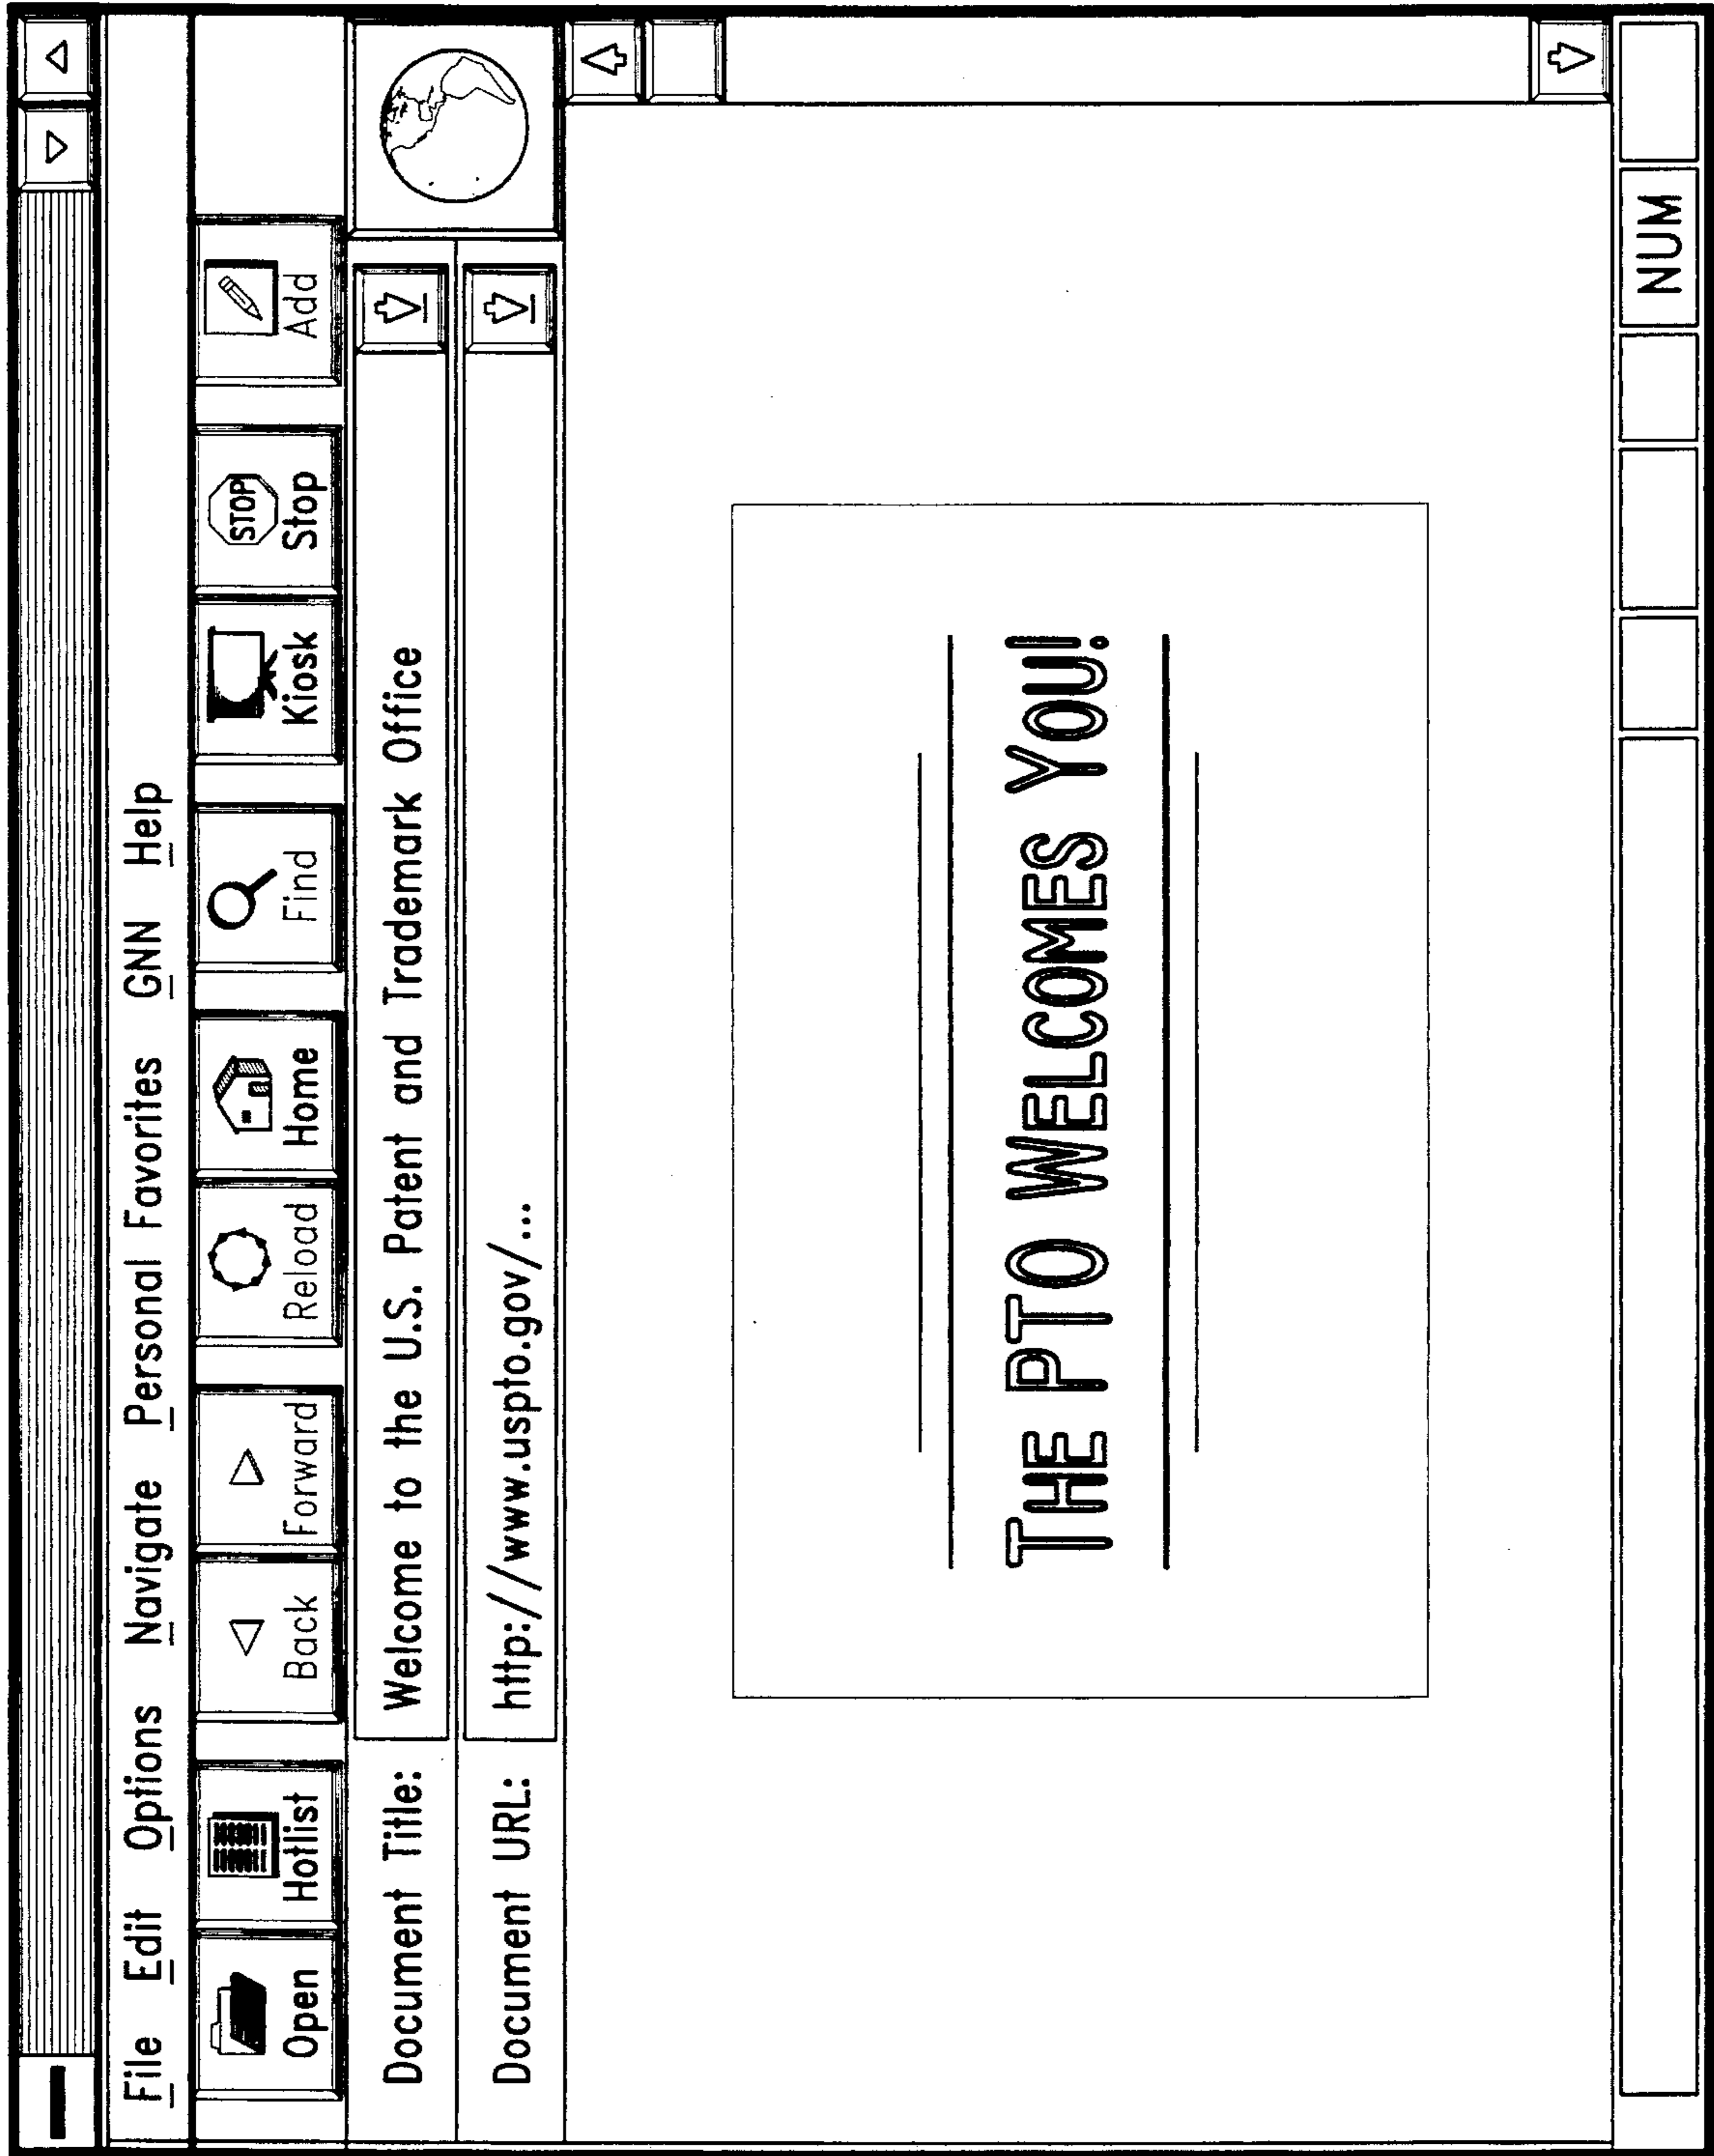 File Edit Options Navigate Personal Favorites GNN Help
Open Hotlist Back Forward Reload Home Find Kiosk STOP Stop Add
Document Title: Welcome to the U.S. Patent and Trademark Office
Document URL: http://www.uspto.gov/...
THE PTO WELCOMES YOU!
NUM